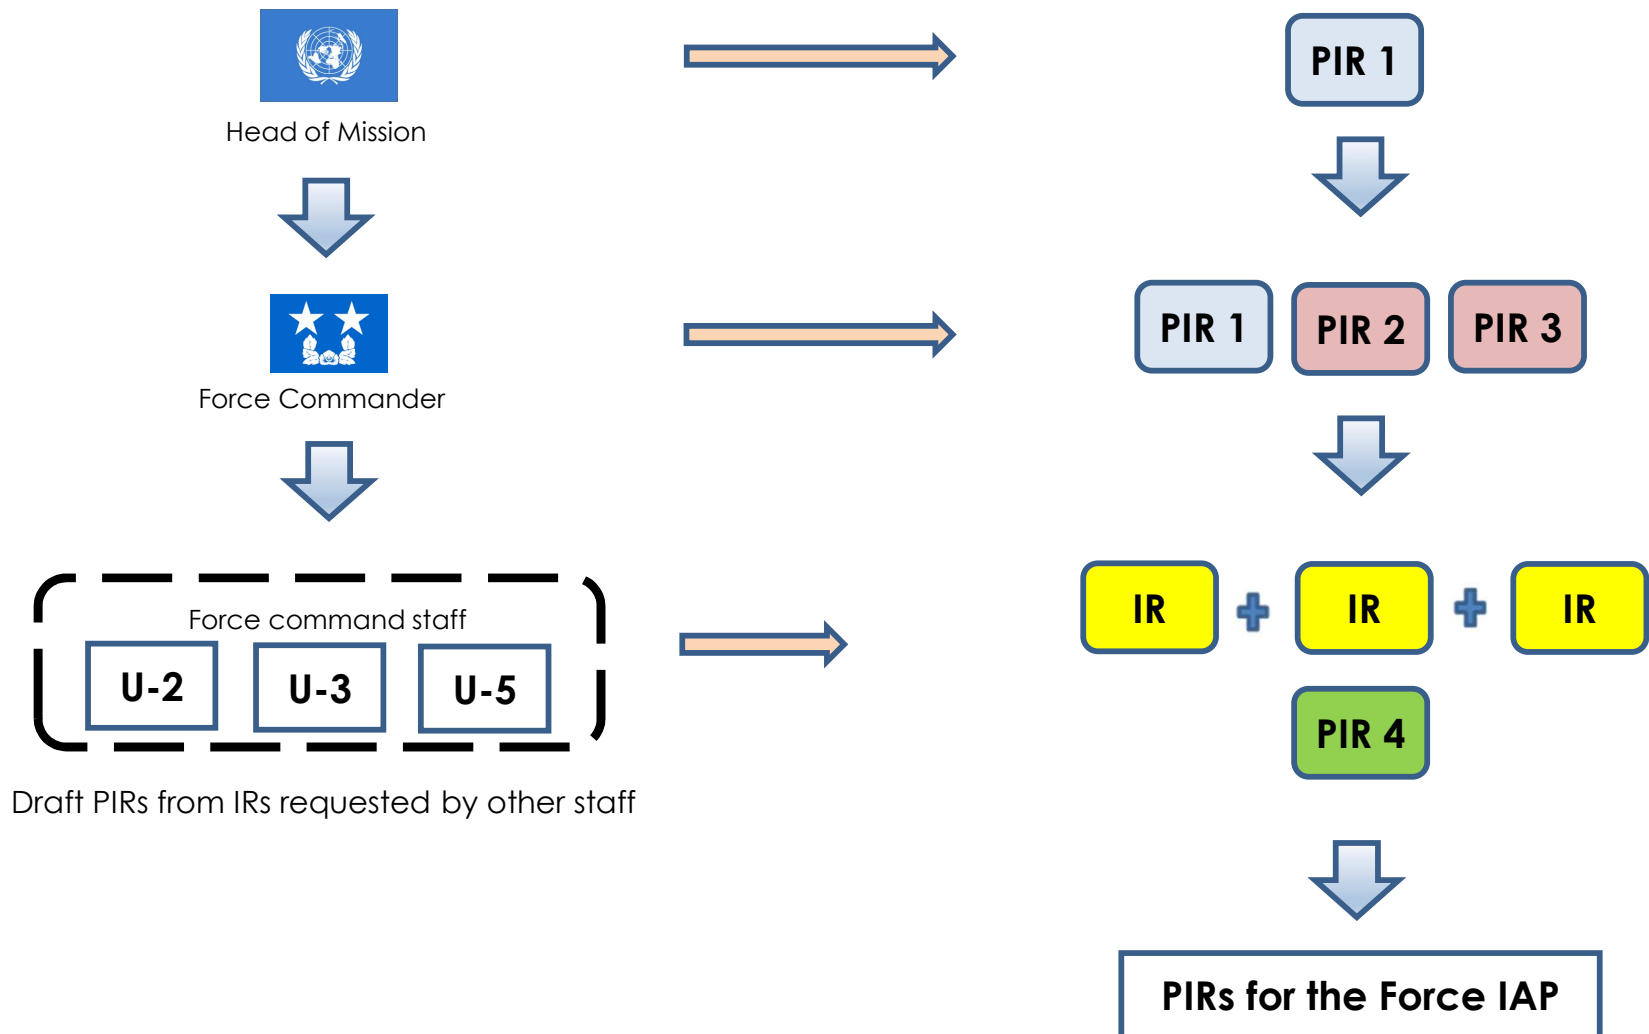 PIR 1
Head of Mission
PIR 1
PIR 2
PIR 3
Force Commander
Force command staff
U-2
U-3
U-5
IR
+
IR
+
IR
PIR 4
Draft PIRs from IRs requested by other staff
PIRs for the Force IAP